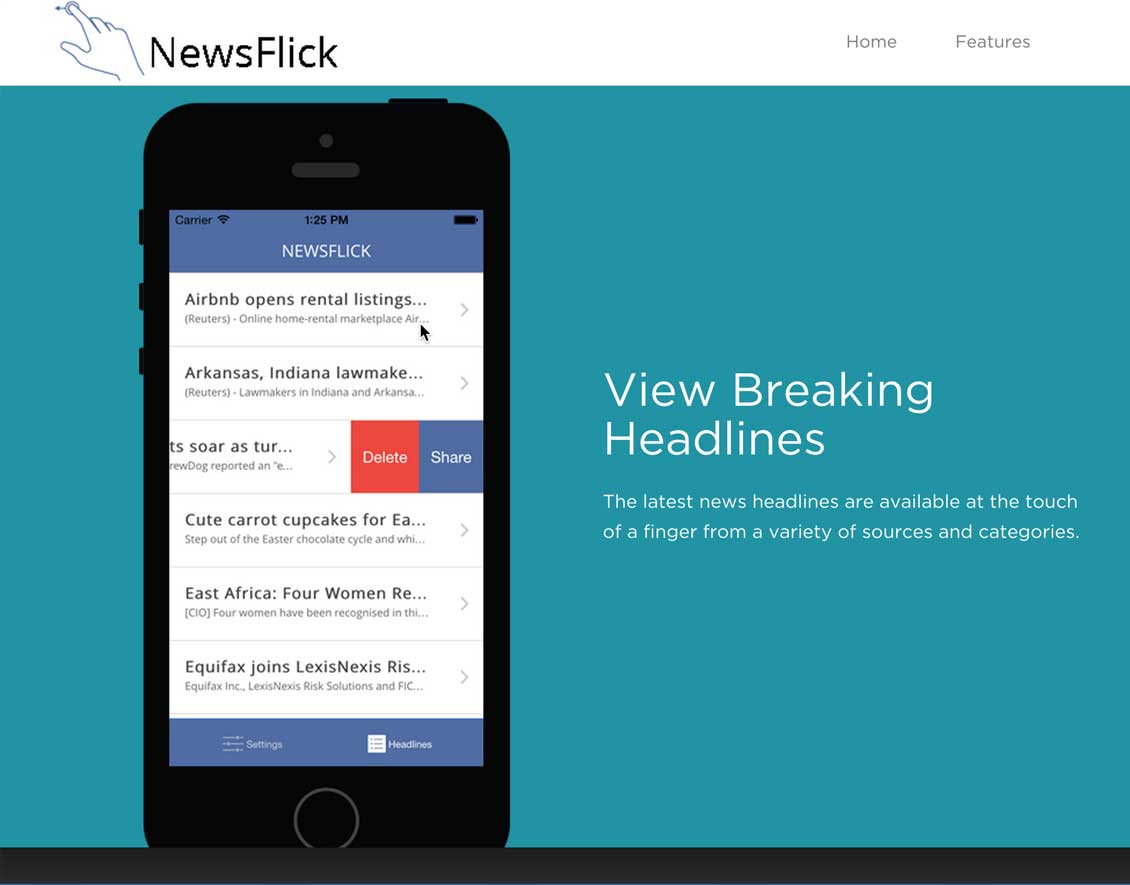 NewsFlick
Home
Features
Carrier
1:25 PM
NEWSFLICK
Airbnb opens rental listings...
(Reuters) - Online home-rental marketplace Air...
Arkansas, Indiana lawmake...
(Reuters) - Lawmakers in Indiana and Arkansa...
ts soar as tur...
rewDog reported an "e...
Delete
Share
Cute carrot cupcakes for Ea...
Step out of the Easter chocolate cycle and whi...
East Africa: Four Women Re...
[CIO] Four women have been recognised in thi...
Equifax joins LexisNexis Ris...
Equifax Inc., LexisNexis Risk Solutions and FIC...
Settings
Headlines
View Breaking
Headlines
The latest news headlines are available at the touch
of a finger from a variety of sources and categories.